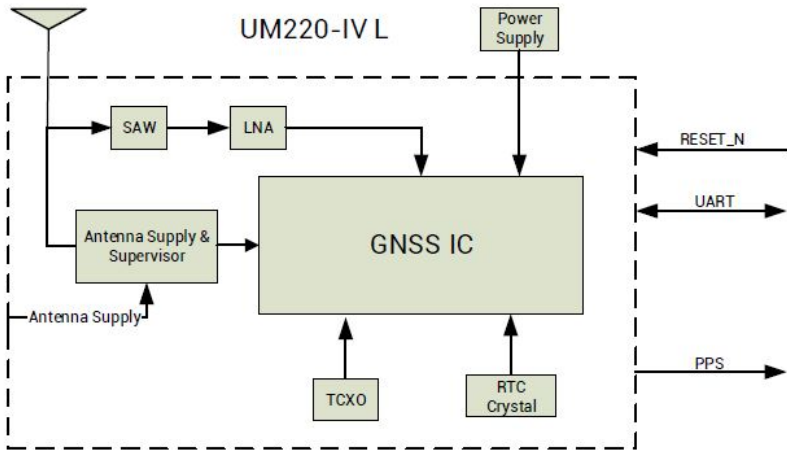 UM220-IV L
Power
Supply
SAW
LNA
RESET_N
UART
Antenna Supply &
Supervisor
GNSS IC
Antenna Supply
PPS
TCXO
RTC
Crystal